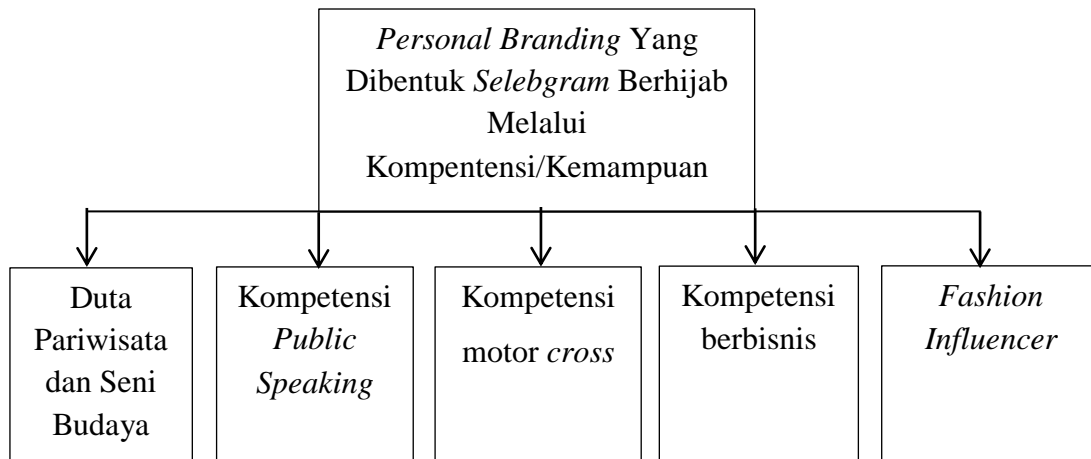 Personal Branding Yang
Dibentuk Selebgram Berhijab
Melalui
Kompentensi/Kemampuan
Duta
Pariwisata
dan Seni
Budaya
Kompetensi
Public
Speaking
Kompetensi
motor cross
Kompetensi
berbisnis
Fashion
Influencer